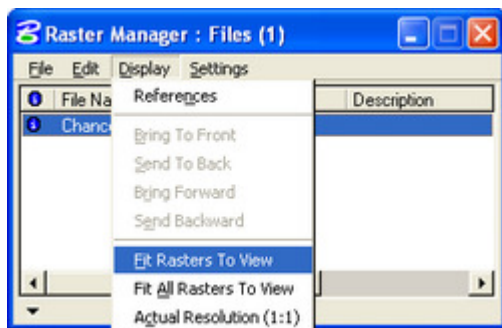 Raster Manager : Files (1)
File Edit Display Settings
File Na Description
Chanc
References
Bring To Front
Send To Back
Bring Forward
Send Backward
Fit Rasters To View
Fit All Rasters To View
Actual Resolution (1:1)